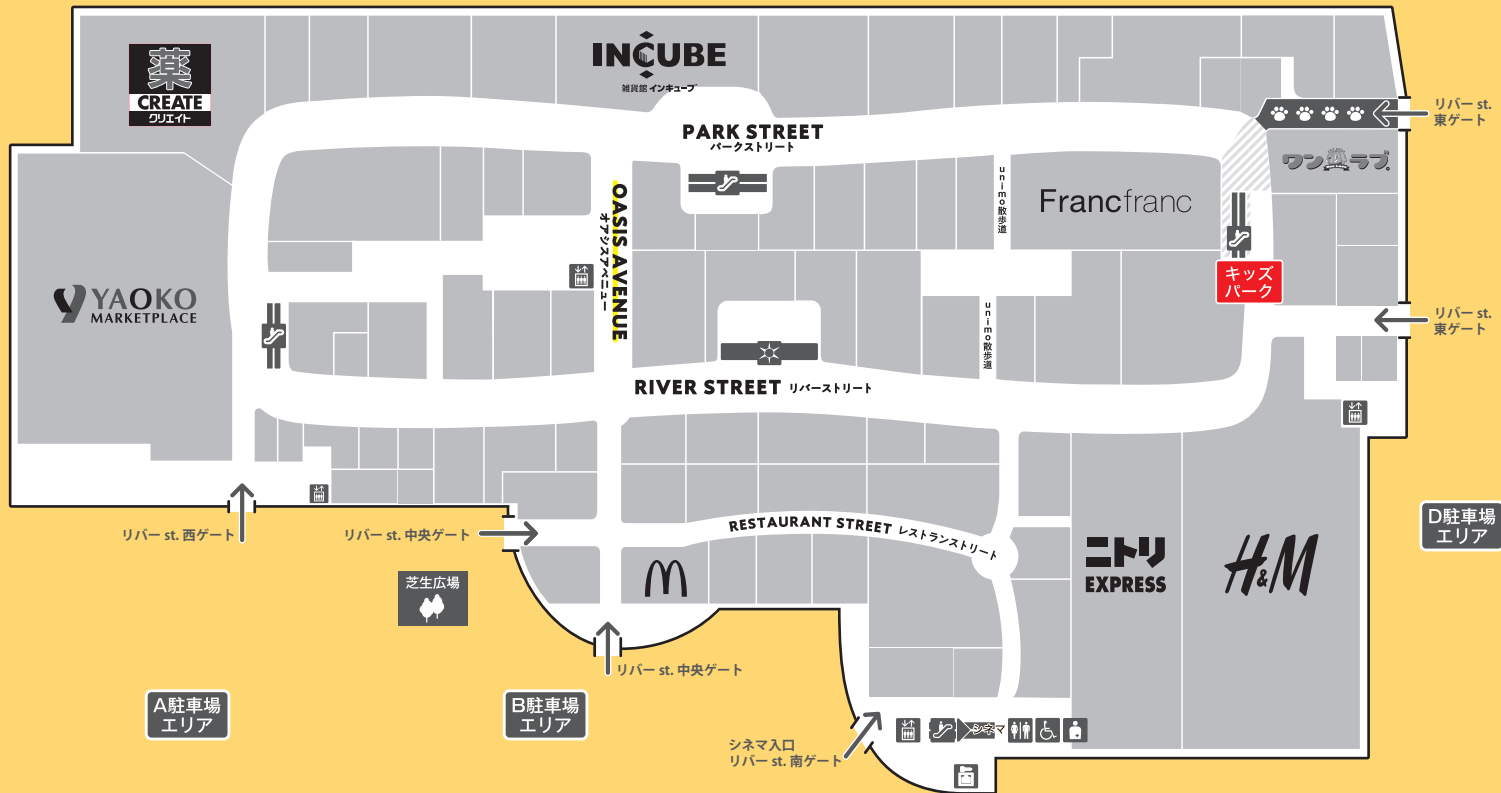 薬
CREATE
クリエイト
INCUBE
雑貨館 インキューブ
PARK STREET
パークストリート
リバー st.
東ゲート
ワンラブ
unimo散歩道
Francfranc
OASIS AVENUE
オアシスアベニュー
キッズ
パーク
YAOKO
MARKETPLACE
リバー st.
東ゲート
unimo散歩道
RIVER STREET リバーストリート
リバー st. 西ゲート
リバー st. 中央ゲート
RESTAURANT STREET レストランストリート
D駐車場
エリア
ニトリ
EXPRESS
H&M
芝生広場
リバー st. 中央ゲート
A駐車場
エリア
B駐車場
エリア
シネマ
シネマ入口
リバー st. 南ゲート